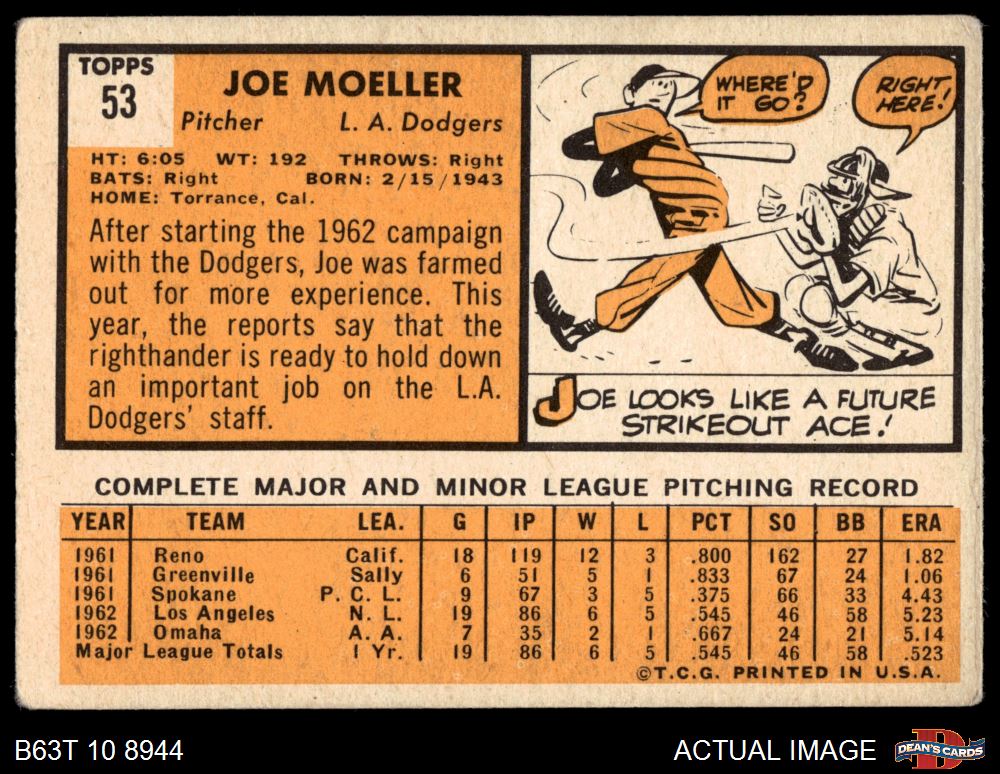 TOPPS
53
JOE MOELLER
Pitcher L. A. Dodgers
HT: 6:05 WT: 192 THROWS: Right
BATS: Right BORN: 2/15/1943
HOME: Torrance, Cal.
After starting the 1962 campaign
with the Dodgers, Joe was farmed
out for more experience. This
year, the reports say that the
righthander is ready to hold down
an important job on the L.A.
Dodgers' staff.
WHERE'D
IT GO?
RIGHT
HERE!
JOE LOOKS LIKE A FUTURE
STRIKEOUT ACE!
COMPLETE MAJOR AND MINOR LEAGUE PITCHING RECORD
YEAR TEAM LEA. G IP W L PCT SO BB ERA
1961 Reno Calif. 18 119 12 3 .800 162 27 1.82
1961 Greenville Sally 6 51 5 1 .833 67 24 1.06
1961 Spokane P. C. L. 9 67 3 5 .375 66 33 4.43
1962 Los Angeles N. L. 19 86 6 5 .545 46 58 5.23
1962 Omaha A. A. 7 35 2 1 .667 24 21 5.14
Major League Totals 1 Yr. 19 86 6 5 .545 46 58 .523
©T.C.G. PRINTED IN U.S.A.
B63T 10 8944 ACTUAL IMAGE
DEAN'S CARDS